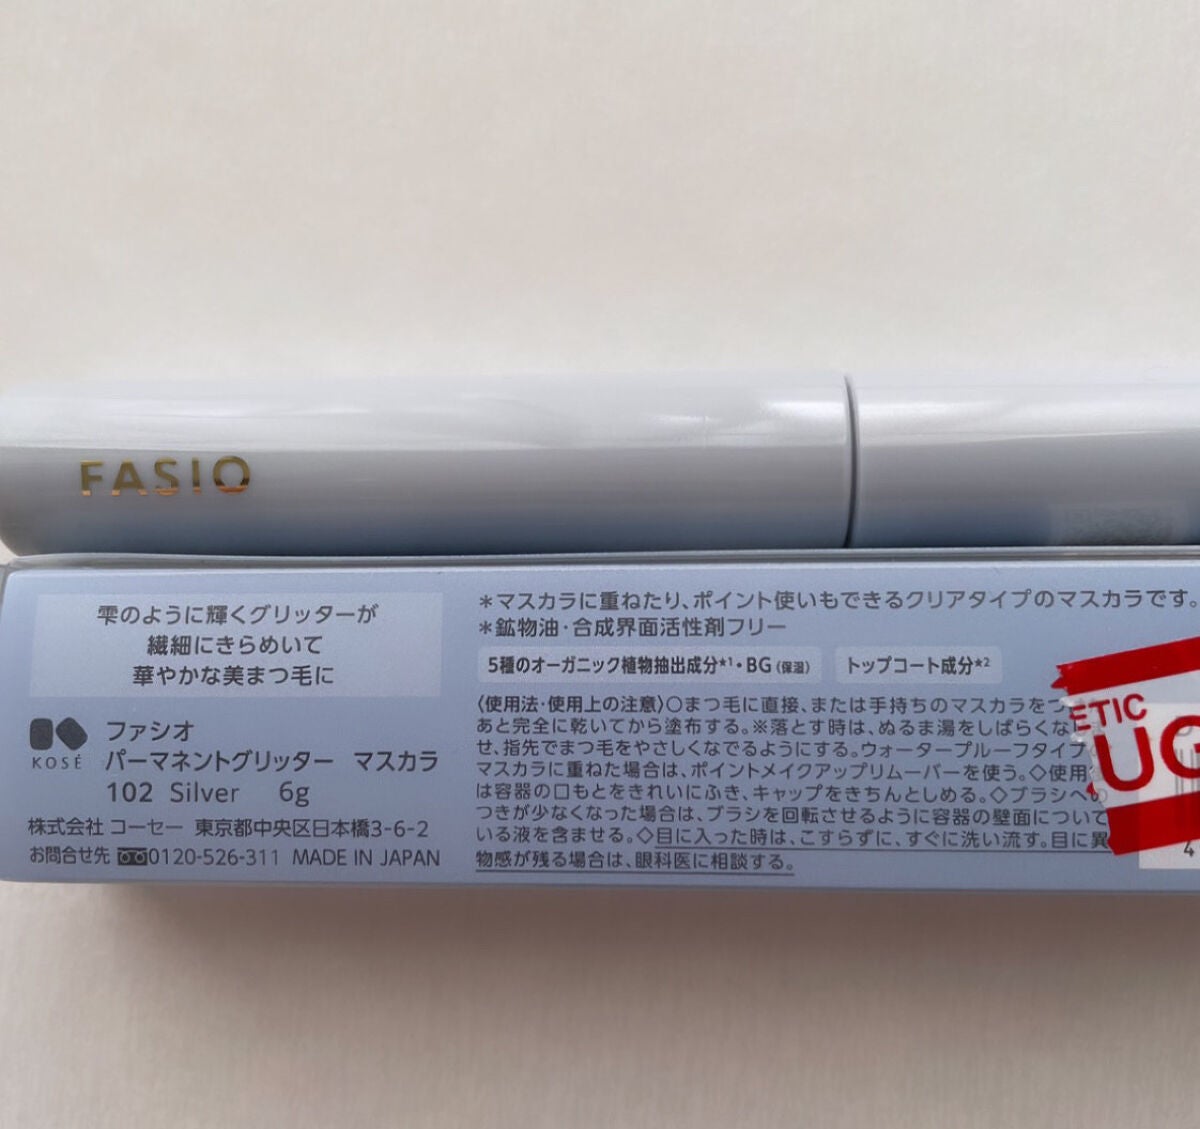 FASIO
雫のように輝くグリッターが
繊細にきらめいて
華やかな美まつ毛に
KOSÉ
ファシオ
パーマネントグリッター マスカラ
102 Silver 6g
株式会社 コーセー 東京都中央区日本橋3-6-2
お問合せ先 0120-526-311 MADE IN JAPAN
*マスカラに重ねたり、ポイント使いもできるクリアタイプのマスカラです。
*鉱物油・合成界面活性剤フリー
5種のオーガニック植物抽出成分*1・BG(保湿) トップコート成分*2
〈使用法・使用上の注意〉○まつ毛に直接、または手持ちのマスカラをつ
あと完全に乾いてから塗布する。※落とす時は、ぬるま湯をしばらくな
せ、指先でまつ毛をやさしくなでるようにする。ウォータープルーフタイプ
マスカラに重ねた場合は、ポイントメイクアップリムーバーを使う。◇使用
は容器の口もとをきれいにふき、キャップをきちんとしめる。◇ブラシへの
つきが少なくなった場合は、ブラシを回転させるように容器の壁面について
いる液を含ませる。◇目に入った時は、こすらずに、すぐに洗い流す。目に異
物感が残る場合は、眼科医に相談する。
ETIC
UG
4